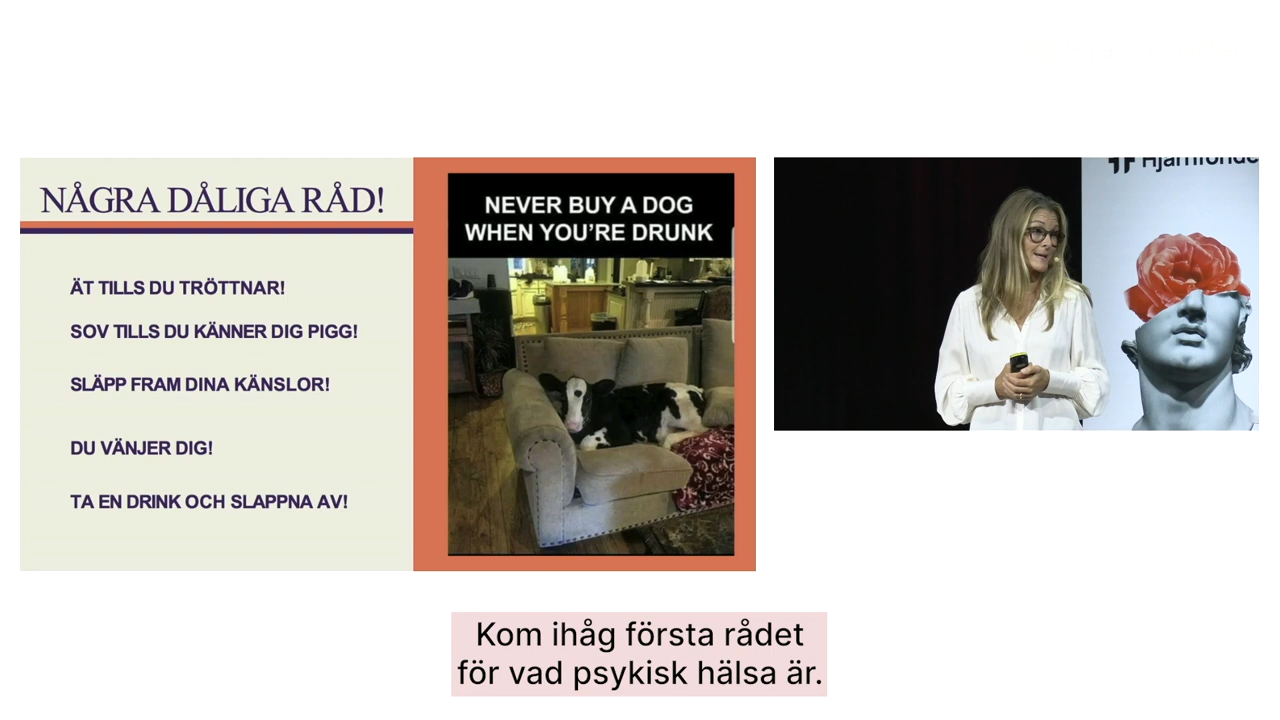 NÅGRA DÅLIGA RÅD!
ÄT TILLS DU TRÖTTNAR!
SOV TILLS DU KÄNNER DIG PIGG!
SLÄPP FRAM DINA KÄNSLOR!
DU VÄNJER DIG!
TA EN DRINK OCH SLAPPNA AV!
NEVER BUY A DOG
WHEN YOU'RE DRUNK
Kom ihåg första rådet
för vad psykisk hälsa är.